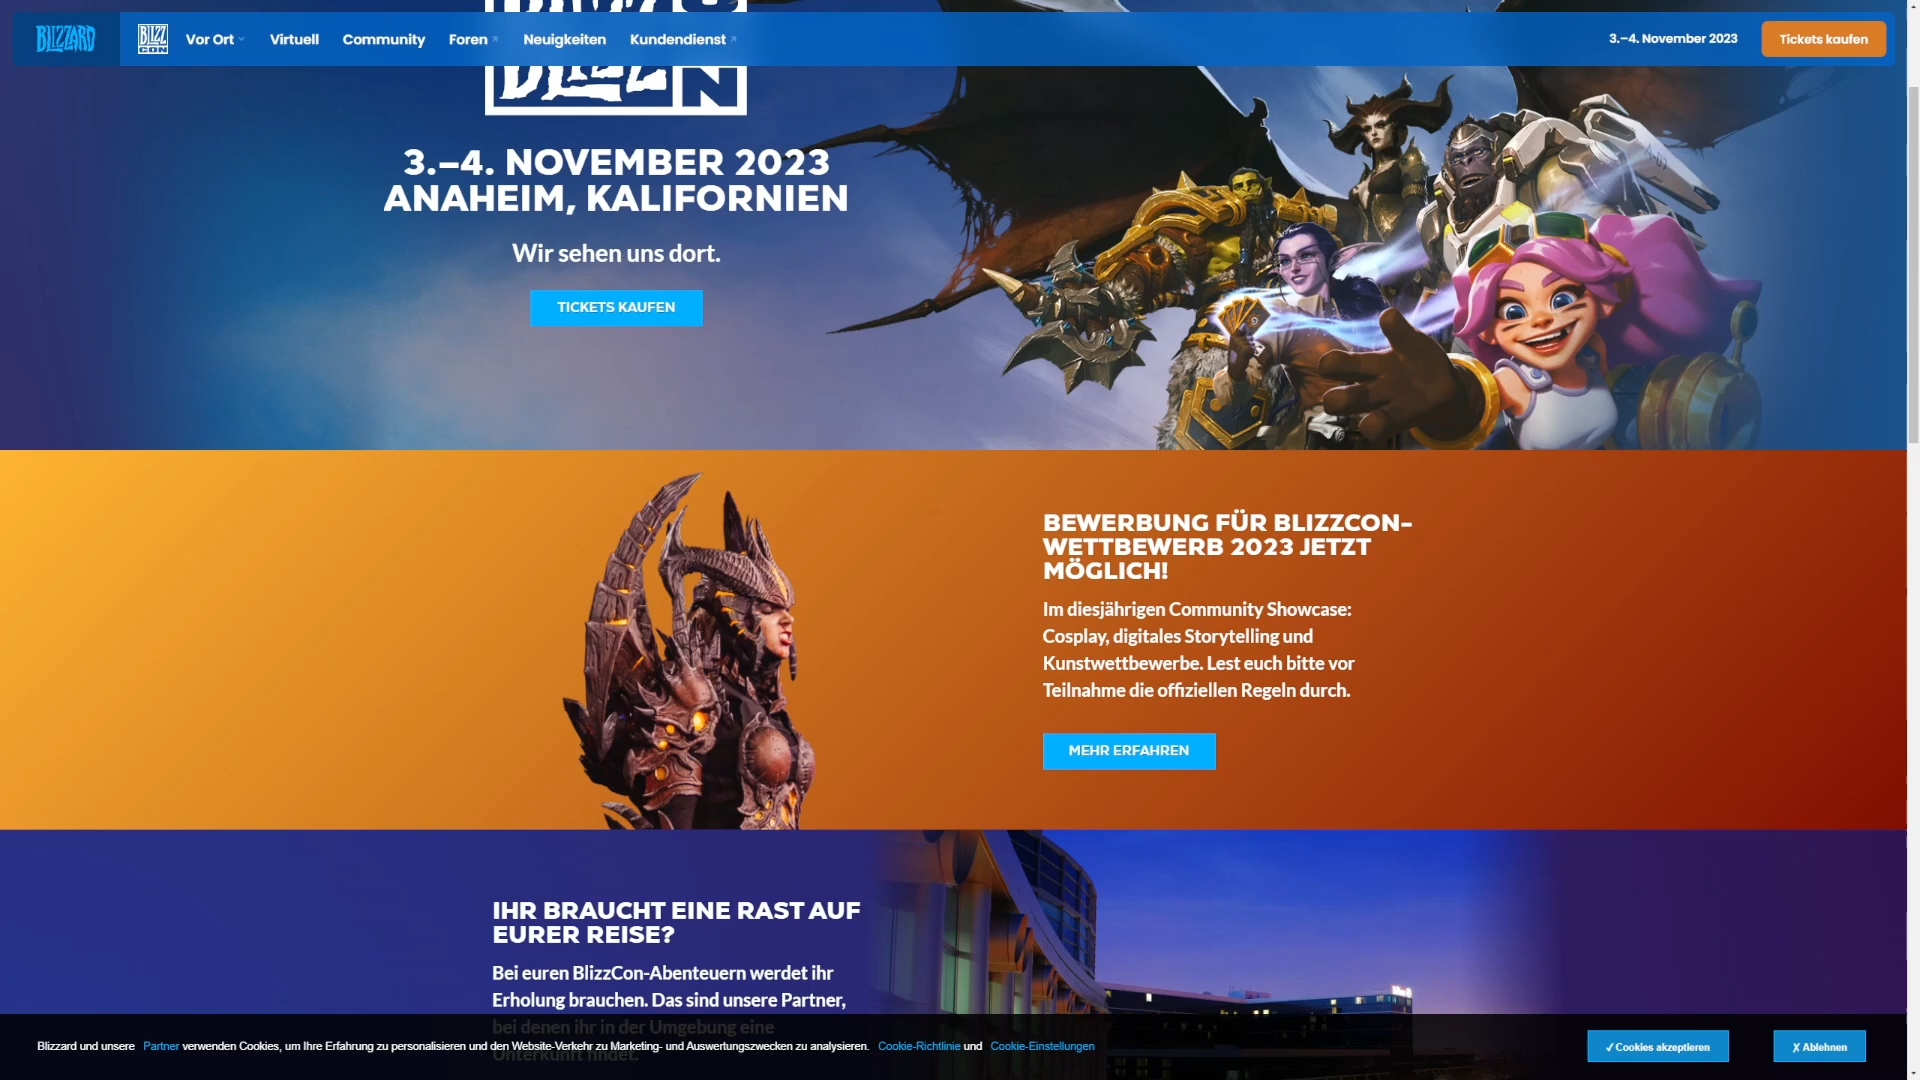 BLIZZARD
BLIZZ
CON
Vor Ort
Virtuell
Community
Foren
Neuigkeiten
Kundendienst
3.–4. November 2023
Tickets kaufen
3.–4. NOVEMBER 2023
ANAHEIM, KALIFORNIEN
Wir sehen uns dort.
TICKETS KAUFEN
BEWERBUNG FÜR BLIZZCON-
WETTBEWERB 2023 JETZT
MÖGLICH!
Im diesjährigen Community Showcase:
Cosplay, digitales Storytelling und
Kunstwettbewerbe. Lest euch bitte vor
Teilnahme die offiziellen Regeln durch.
MEHR ERFAHREN
IHR BRAUCHT EINE RAST AUF
EURER REISE?
Bei euren BlizzCon-Abenteuern werdet ihr
Erholung brauchen. Das sind unsere Partner,
bei denen ihr in der Umgebung eine
Unterkunft findet.
Blizzard und unsere Partner verwenden Cookies, um Ihre Erfahrung zu personalisieren und den Website-Verkehr zu Marketing- und Auswertungszwecken zu analysieren. Cookie-Richtlinie und Cookie-Einstellungen
✓ Cookies akzeptieren
✗ Ablehnen